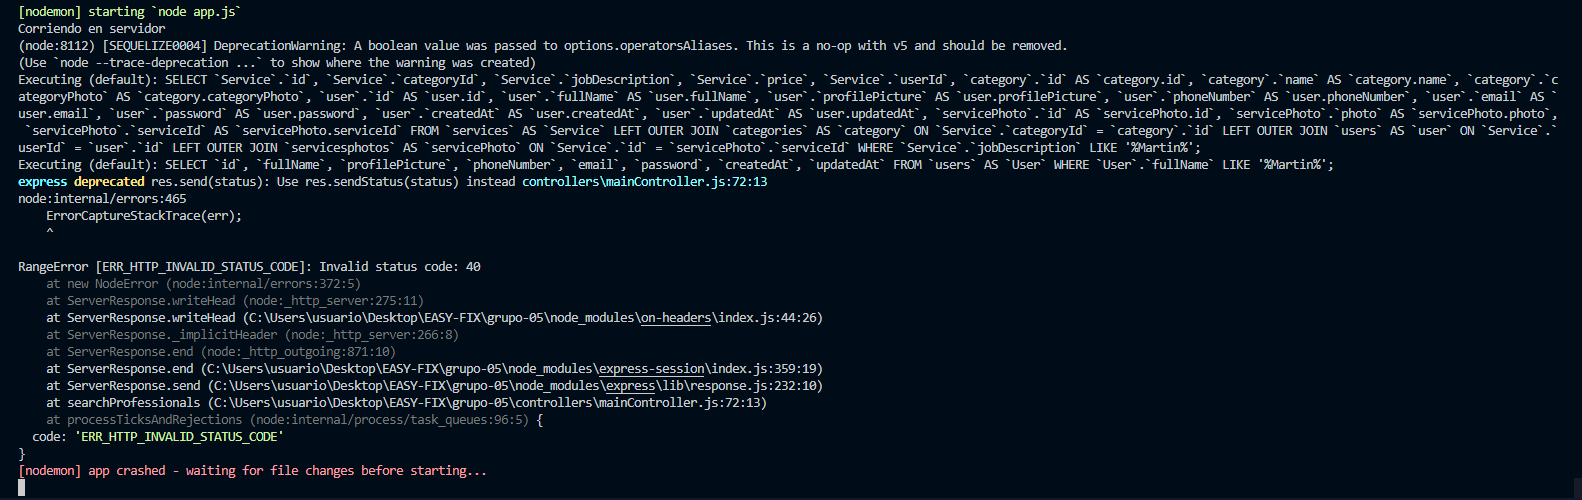 [nodemon] starting `node app.js`
Corriendo en servidor
(node:8112) [SEQUELIZE0004] DeprecationWarning: A boolean value was passed to options.operatorsAliases. This is a no-op with v5 and should be removed.
(Use `node --trace-deprecation ...` to show where the warning was created)
Executing (default): SELECT `Service`.`id`, `Service`.`categoryId`, `Service`.`jobDescription`, `Service`.`price`, `Service`.`userId`, `category`.`id` AS `category.id`, `category`.`name` AS `category.name`, `category`.`c
ategoryPhoto` AS `category.categoryPhoto`, `user`.`id` AS `user.id`, `user`.`fullName` AS `user.fullName`, `user`.`profilePicture` AS `user.profilePicture`, `user`.`phoneNumber` AS `user.phoneNumber`, `user`.`email` AS `
user.email`, `user`.`password` AS `user.password`, `user`.`createdAt` AS `user.createdAt`, `user`.`updatedAt` AS `user.updatedAt`, `servicePhoto`.`id` AS `servicePhoto.id`, `servicePhoto`.`photo` AS `servicePhoto.photo`,
`servicePhoto`.`serviceId` AS `servicePhoto.serviceId` FROM `services` AS `Service` LEFT OUTER JOIN `categories` AS `category` ON `Service`.`categoryId` = `category`.`id` LEFT OUTER JOIN `users` AS `user` ON `Service`.`
userId` = `user`.`id` LEFT OUTER JOIN `servicesphotos` AS `servicePhoto` ON `Service`.`id` = `servicePhoto`.`serviceId` WHERE `Service`.`jobDescription` LIKE '%Martin%';
Executing (default): SELECT `id`, `fullName`, `profilePicture`, `phoneNumber`, `email`, `password`, `createdAt`, `updatedAt` FROM `users` AS `User` WHERE `User`.`fullName` LIKE '%Martin%';
express deprecated res.send(status): Use res.sendStatus(status) instead controllers\mainController.js:72:13
node:internal/errors:465
    ErrorCaptureStackTrace(err);
    ^

RangeError [ERR_HTTP_INVALID_STATUS_CODE]: Invalid status code: 40
    at new NodeError (node:internal/errors:372:5)
    at ServerResponse.writeHead (node:_http_server:275:11)
    at ServerResponse.writeHead (C:\Users\usuario\Desktop\EASY-FIX\grupo-05\node_modules\on-headers\index.js:44:26)
    at ServerResponse._implicitHeader (node:_http_server:266:8)
    at ServerResponse.end (node:_http_outgoing:871:10)
    at ServerResponse.end (C:\Users\usuario\Desktop\EASY-FIX\grupo-05\node_modules\express-session\index.js:359:19)
    at ServerResponse.send (C:\Users\usuario\Desktop\EASY-FIX\grupo-05\node_modules\express\lib\response.js:232:10)
    at searchProfessionals (C:\Users\usuario\Desktop\EASY-FIX\grupo-05\controllers\mainController.js:72:13)
    at processTicksAndRejections (node:internal/process/task_queues:96:5) {
  code: 'ERR_HTTP_INVALID_STATUS_CODE'
}
[nodemon] app crashed - waiting for file changes before starting...